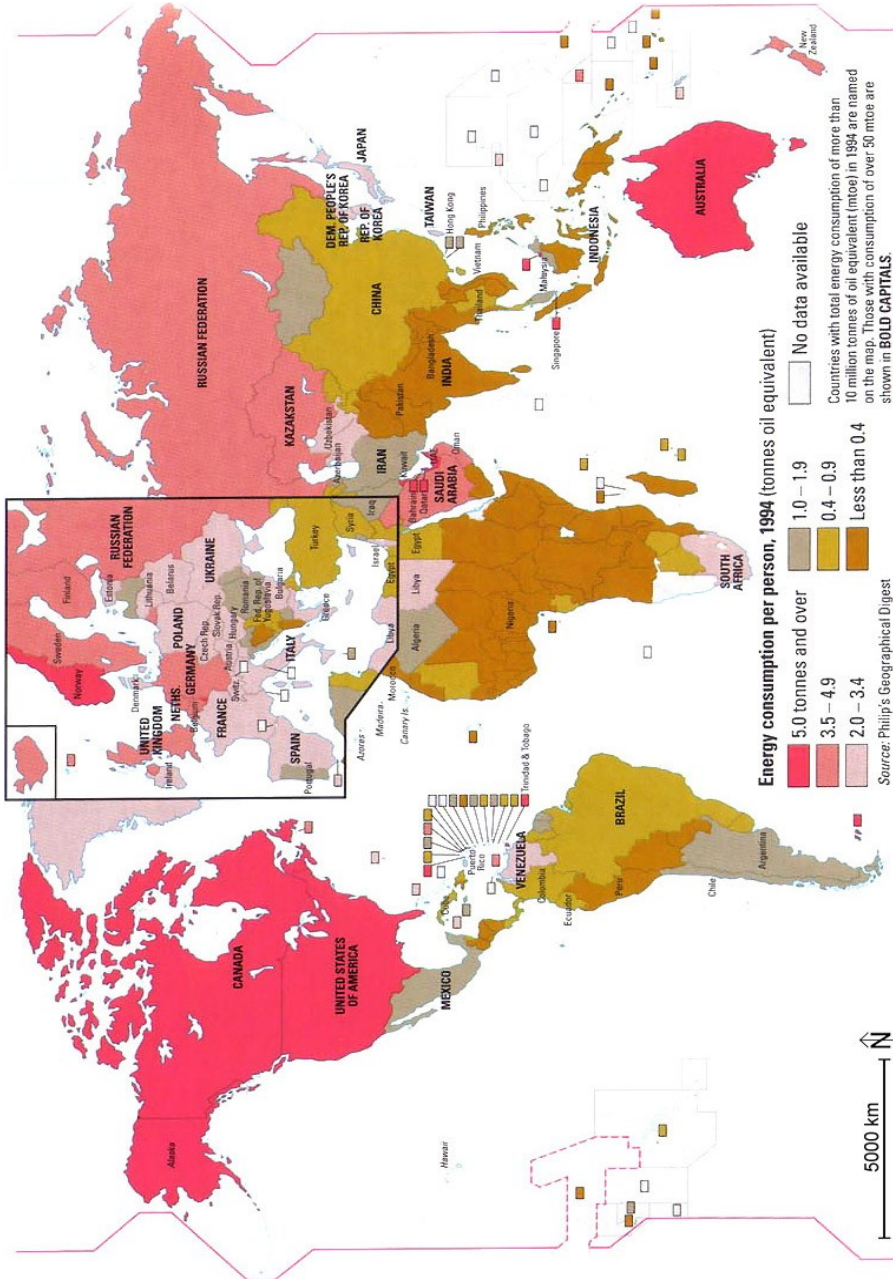 Alaska
CANADA
UNITED STATES
OF AMERICA
Hawaii
MEXICO
Cuba
Puerto
Rico
Trinidad & Tobago
VENEZUELA
Colombia
Ecuador
Peru
BRAZIL
Chile
Argentina
Norway
Sweden
Finland
RUSSIAN
FEDERATION
Estonia
Lithuania
Belarus
Denmark
UNITED
KINGDOM
Ireland
NETHS.
Belgium
GERMANY
POLAND
UKRAINE
Czech Rep.
Slovak Rep.
FRANCE
Switz.
Austria
Hungary
Romania
Fed. Rep. of
Yugoslavia
Bulgaria
ITALY
SPAIN
Portugal
Greece
Turkey
Syria
Israel
Iraq
Egypt
Libya
Azores
Madeira
Canary Is.
Morocco
Algeria
Libya
Egypt
Nigeria
SOUTH
AFRICA
RUSSIAN FEDERATION
KAZAKSTAN
Uzbekistan
Azerbaijan
IRAN
Kuwait
Bahrain
Qatar
UAE
SAUDI
ARABIA
Oman
Pakistan
INDIA
Bangladesh
CHINA
DEM. PEOPLE'S
REP. OF KOREA
REP. OF
KOREA
JAPAN
TAIWAN
Hong Kong
Philippines
Vietnam
Thailand
Malaysia
Singapore
INDONESIA
AUSTRALIA
New
Zealand
Energy consumption per person, 1994 (tonnes oil equivalent)
5.0 tonnes and over
3.5 – 4.9
2.0 – 3.4
1.0 – 1.9
0.4 – 0.9
Less than 0.4
No data available
Countries with total energy consumption of more than
10 million tonnes of oil equivalent (mtoe) in 1994 are named
on the map. Those with consumption of over 50 mtoe are
shown in BOLD CAPITALS.
Source: Philip's Geographical Digest
5000 km
N